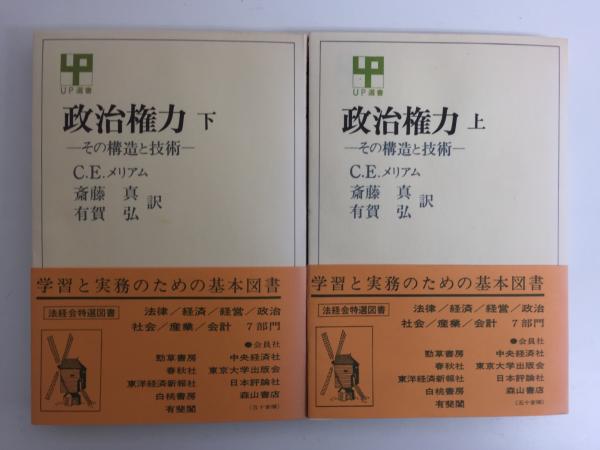 UP選書
政治権力 下
—その構造と技術—
C.E.メリアム
斎藤 真
有賀 弘 訳
学習と実務のための基本図書
法経会特選図書
法律/経済/経営/政治
社会/産業/会計 7部門
●会員社
勁草書房 中央経済社
春秋社 東京大学出版会
東洋経済新報社 日本評論社
白桃書房 森山書店
有斐閣 (五十音順)
UP選書
政治権力 上
—その構造と技術—
C.E.メリアム
斎藤 真
有賀 弘 訳
学習と実務のための基本図書
法経会特選図書
法律/経済/経営/政治
社会/産業/会計 7部門
●会員社
勁草書房 中央経済社
春秋社 東京大学出版会
東洋経済新報社 日本評論社
白桃書房 森山書店
有斐閣 (五十音順)